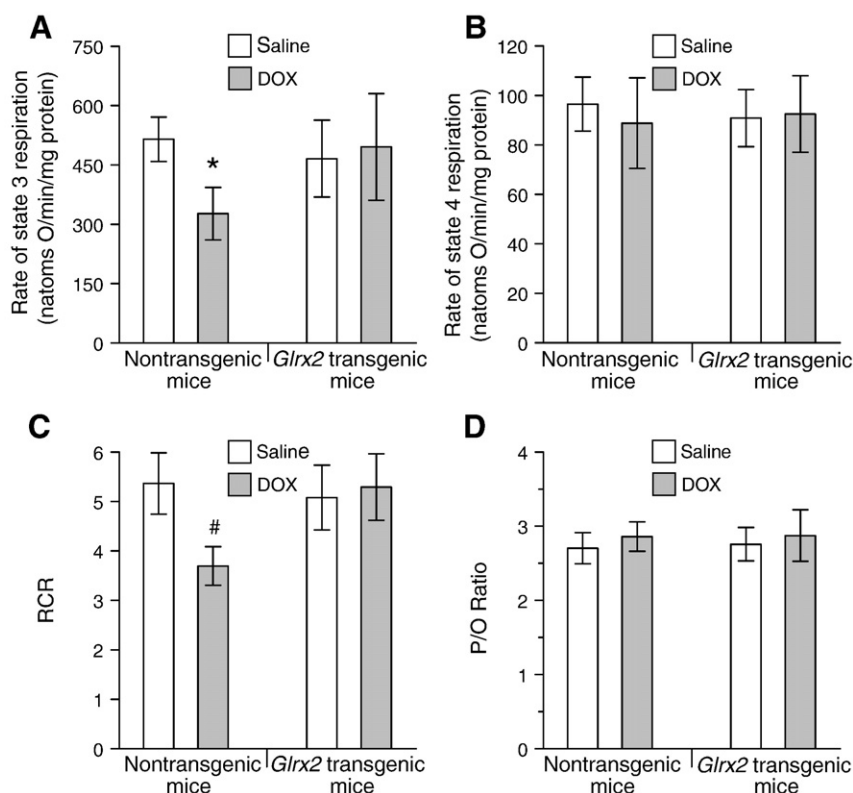 A
Rate of state 3 respiration
(natoms O/min/mg protein)
750
600
450
300
150
0
Saline
DOX
*
Nontransgenic
mice
Glrx2 transgenic
mice
B
Rate of state 4 respiration
(natoms O/min/mg protein)
120
100
80
60
40
20
0
Saline
DOX
Nontransgenic
mice
Glrx2 transgenic
mice
C
RCR
6
5
4
3
2
1
0
Saline
DOX
#
Nontransgenic
mice
Glrx2 transgenic
mice
D
P/O Ratio
4
3
2
1
0
Saline
DOX
Nontransgenic
mice
Glrx2 transgenic
mice